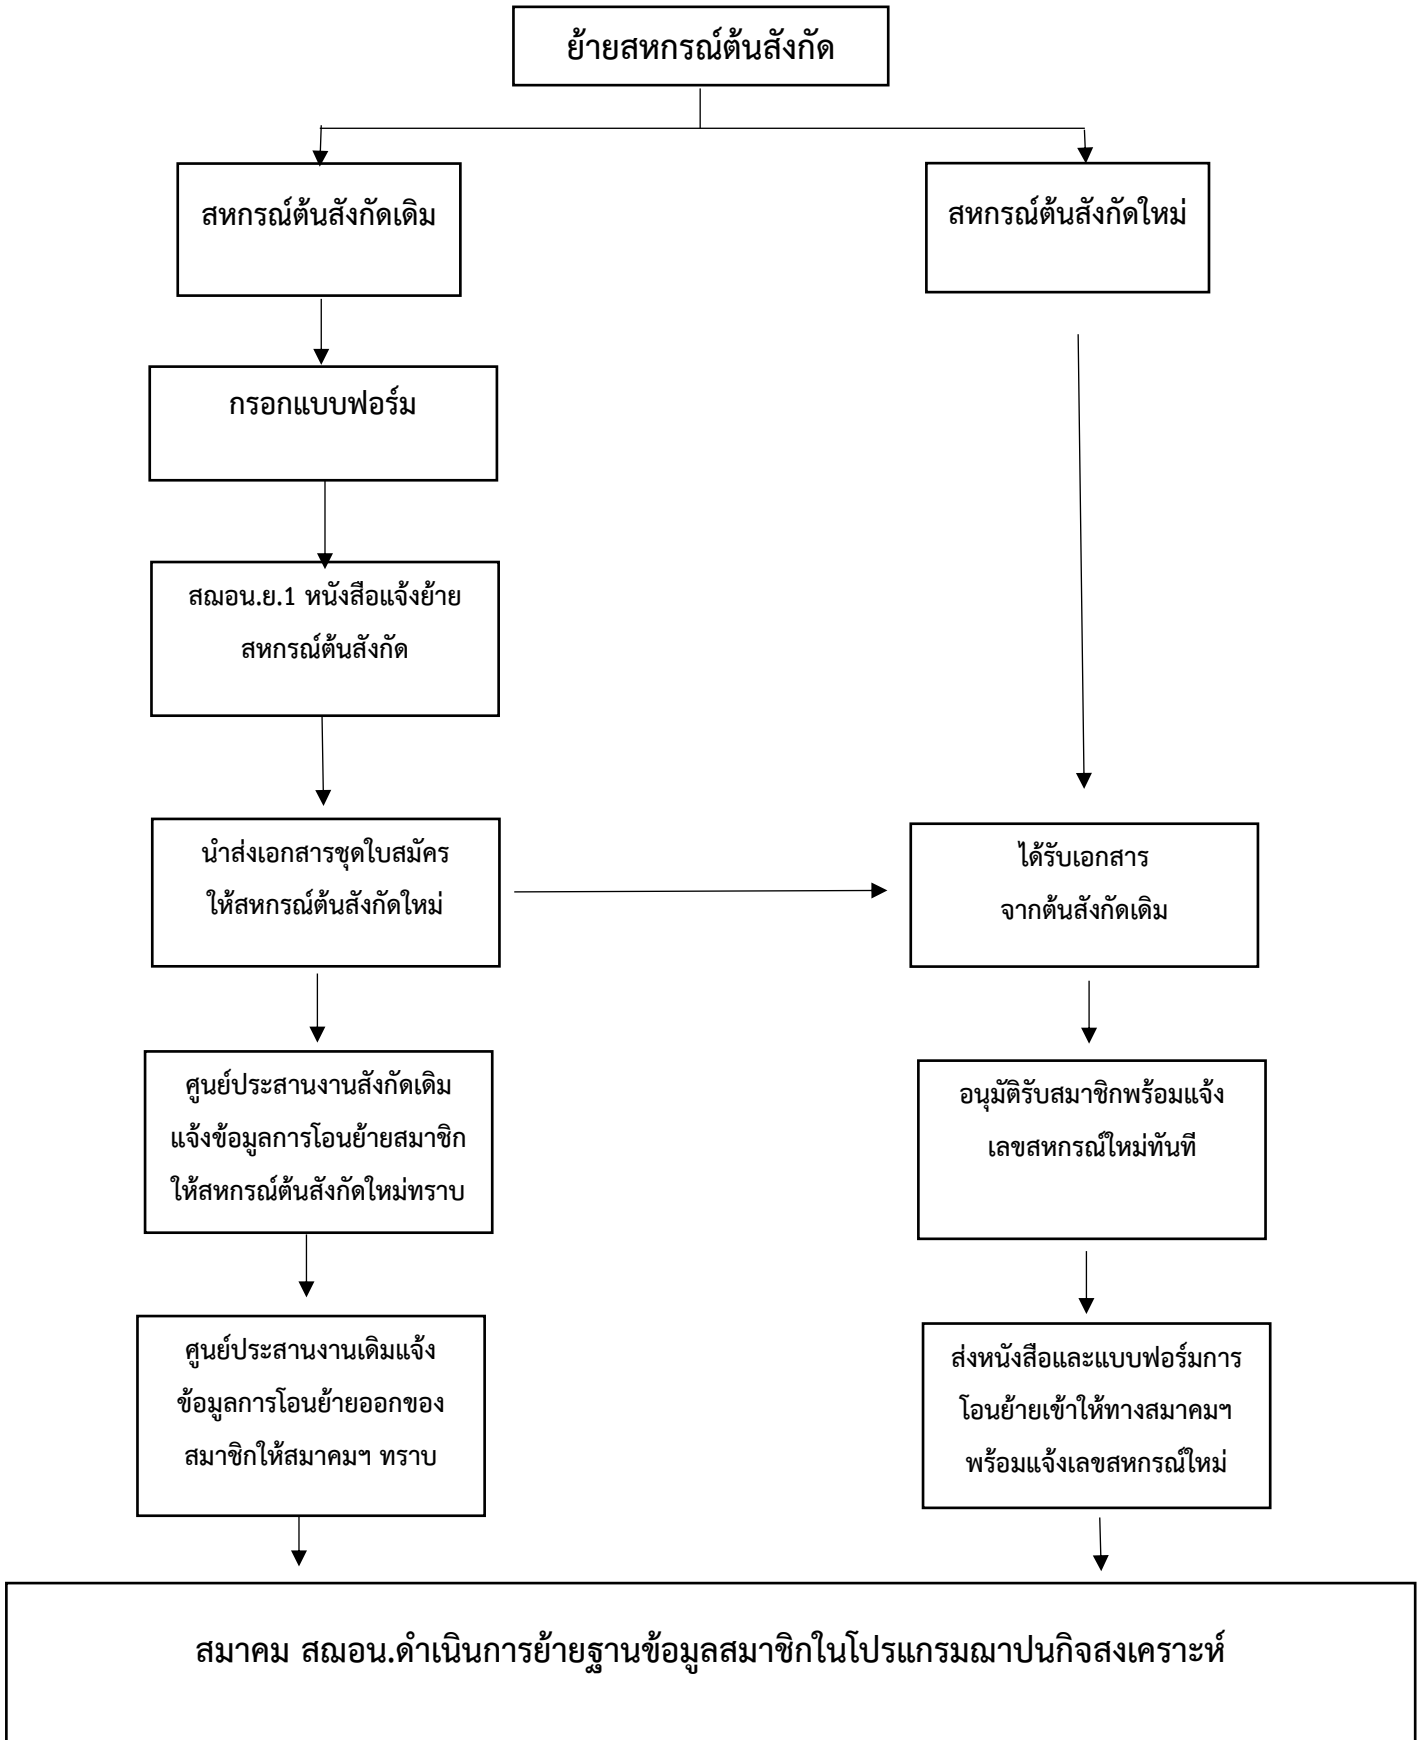 ย้ายสหกรณ์ต้นสังกัด
สหกรณ์ต้นสังกัดเดิม
สหกรณ์ต้นสังกัดใหม่
กรอกแบบฟอร์ม
สฌอน.ย.1 หนังสือแจ้งย้าย
สหกรณ์ต้นสังกัด
นำส่งเอกสารชุดใบสมัคร
ให้สหกรณ์ต้นสังกัดใหม่
ได้รับเอกสาร
จากต้นสังกัดเดิม
ศูนย์ประสานงานสังกัดเดิม
แจ้งข้อมูลการโอนย้ายสมาชิก
ให้สหกรณ์ต้นสังกัดใหม่ทราบ
อนุมัติรับสมาชิกพร้อมแจ้ง
เลขสหกรณ์ใหม่ทันที
ศูนย์ประสานงานเดิมแจ้ง
ข้อมูลการโอนย้ายออกของ
สมาชิกให้สมาคมฯ ทราบ
ส่งหนังสือและแบบฟอร์มการ
โอนย้ายเข้าให้ทางสมาคมฯ
พร้อมแจ้งเลขสหกรณ์ใหม่
สมาคม สฌอน.ดำเนินการย้ายฐานข้อมูลสมาชิกในโปรแกรมฌาปนกิจสงเคราะห์